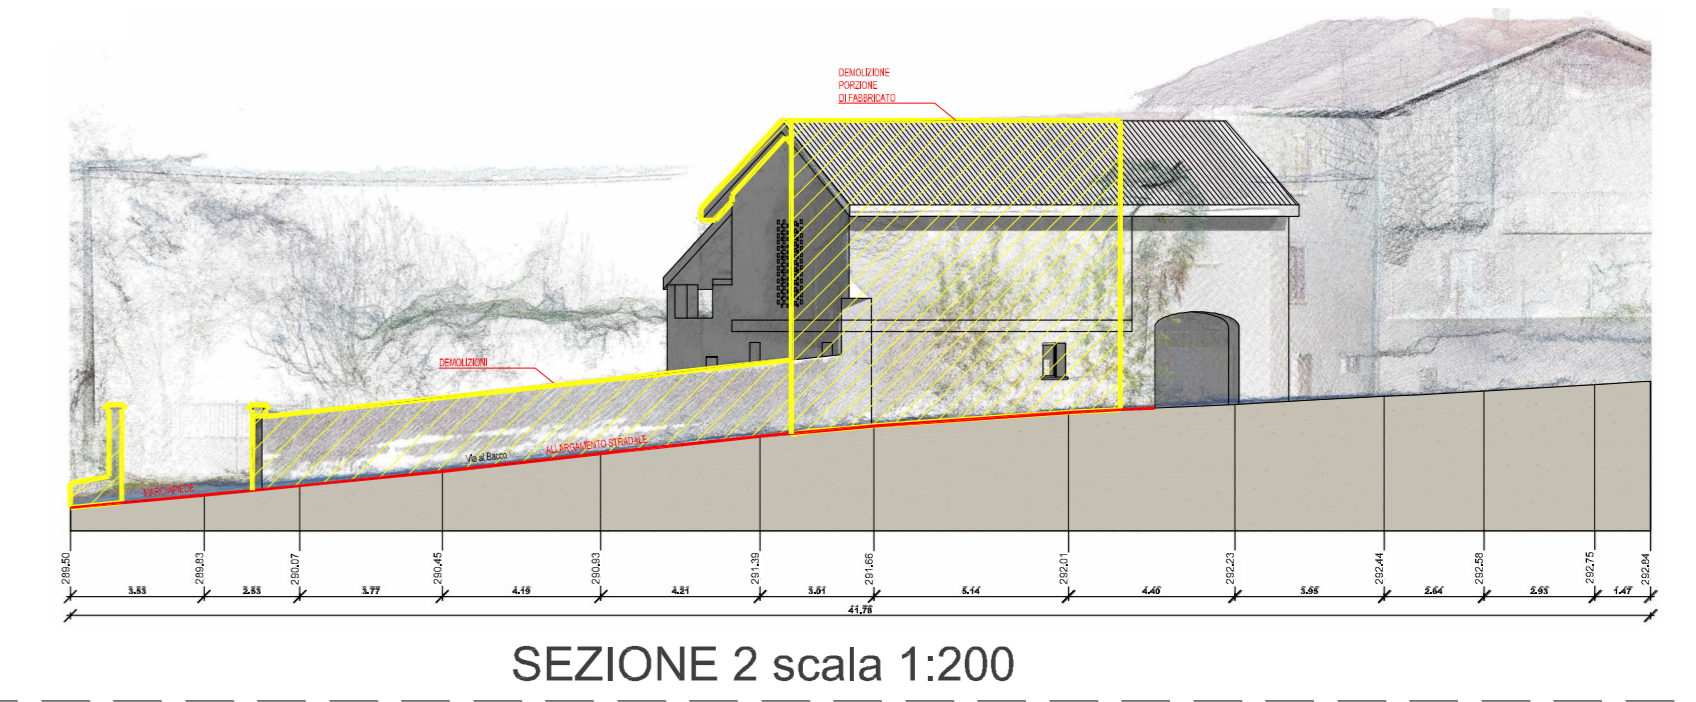 DEMOLIZIONE
PORZIONE
DI FABBRICATO
DEMOLIZIONI
ALLARGAMENTO STRADALE
Via al Bacco
MARCIAPIEDE
289.50 289.83 290.07 290.45 290.93 291.39 291.66 292.01 292.23 292.44 292.58 292.75 292.84
3.53 2.53 3.77 4.19 4.21 3.01 5.14 4.40 3.95 2.64 2.93 1.47
41.78
SEZIONE 2 scala 1:200